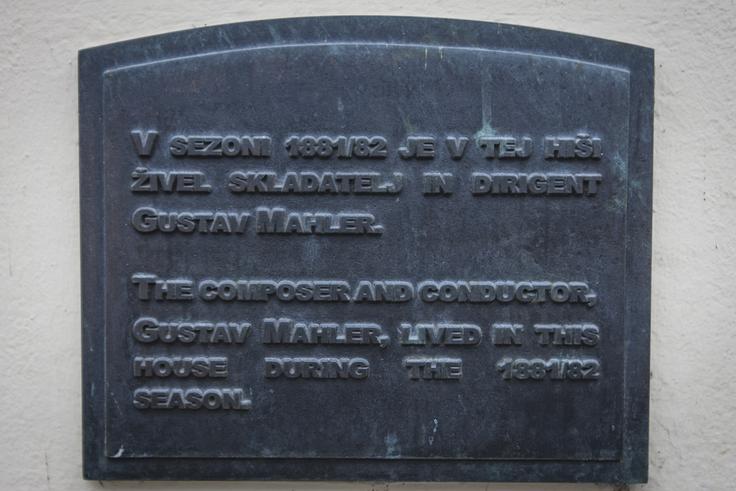 V SEZONI 1881/82 JE V TEJ HIŠI
ŽIVEL SKLADATELJ IN DIRIGENT
GUSTAV MAHLER.
THE COMPOSER AND CONDUCTOR,
GUSTAV MAHLER, LIVED IN THIS
HOUSE DURING THE 1881/82
SEASON.